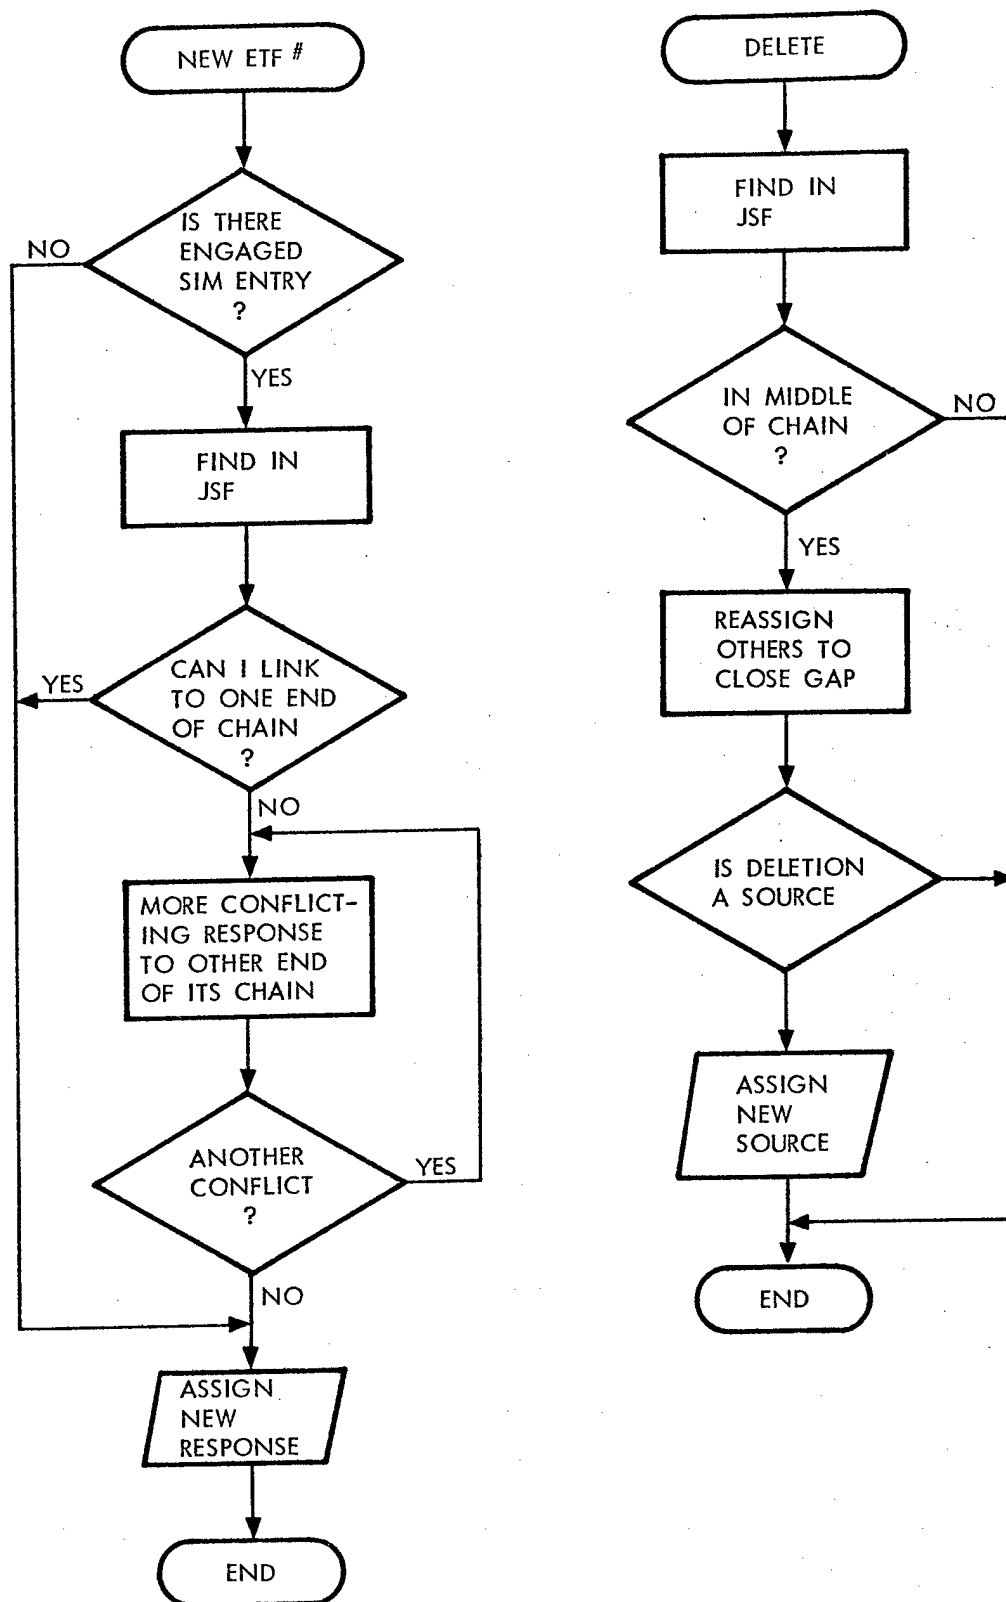 NEW ETF #
IS THERE
ENGAGED
SIM ENTRY
?
NO
YES
FIND IN
JSF
CAN I LINK
TO ONE END
OF CHAIN
?
YES
NO
MORE CONFLICT-
ING RESPONSE
TO OTHER END
OF ITS CHAIN
ANOTHER
CONFLICT
?
YES
NO
ASSIGN
NEW
RESPONSE
END
DELETE
FIND IN
JSF
IN MIDDLE
OF CHAIN
?
NO
YES
REASSIGN
OTHERS TO
CLOSE GAP
IS DELETION
A SOURCE
ASSIGN
NEW
SOURCE
END